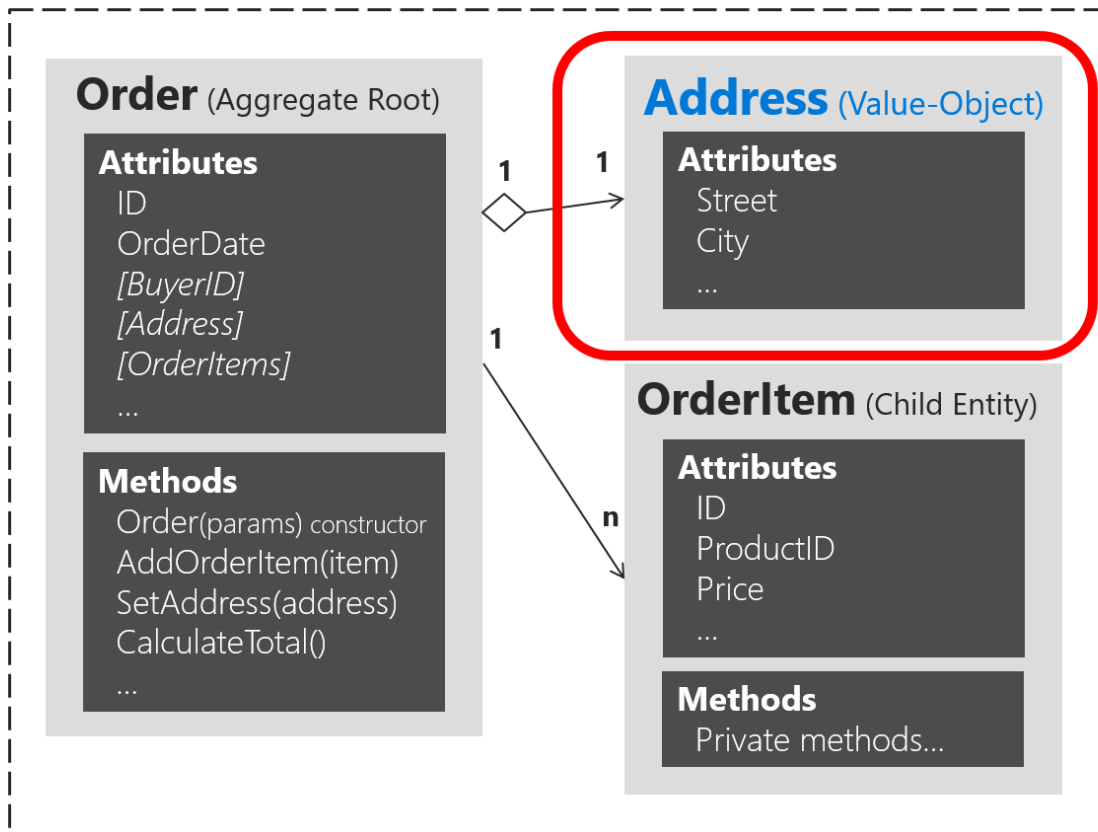 Order (Aggregate Root)
Attributes
ID
OrderDate
[BuyerID]
[Address]
[OrderItems]
...
Methods
Order(params) constructor
AddOrderItem(item)
SetAddress(address)
CalculateTotal()
...
1
1
Address (Value-Object)
Attributes
Street
City
...
1
n
OrderItem (Child Entity)
Attributes
ID
ProductID
Price
...
Methods
Private methods...